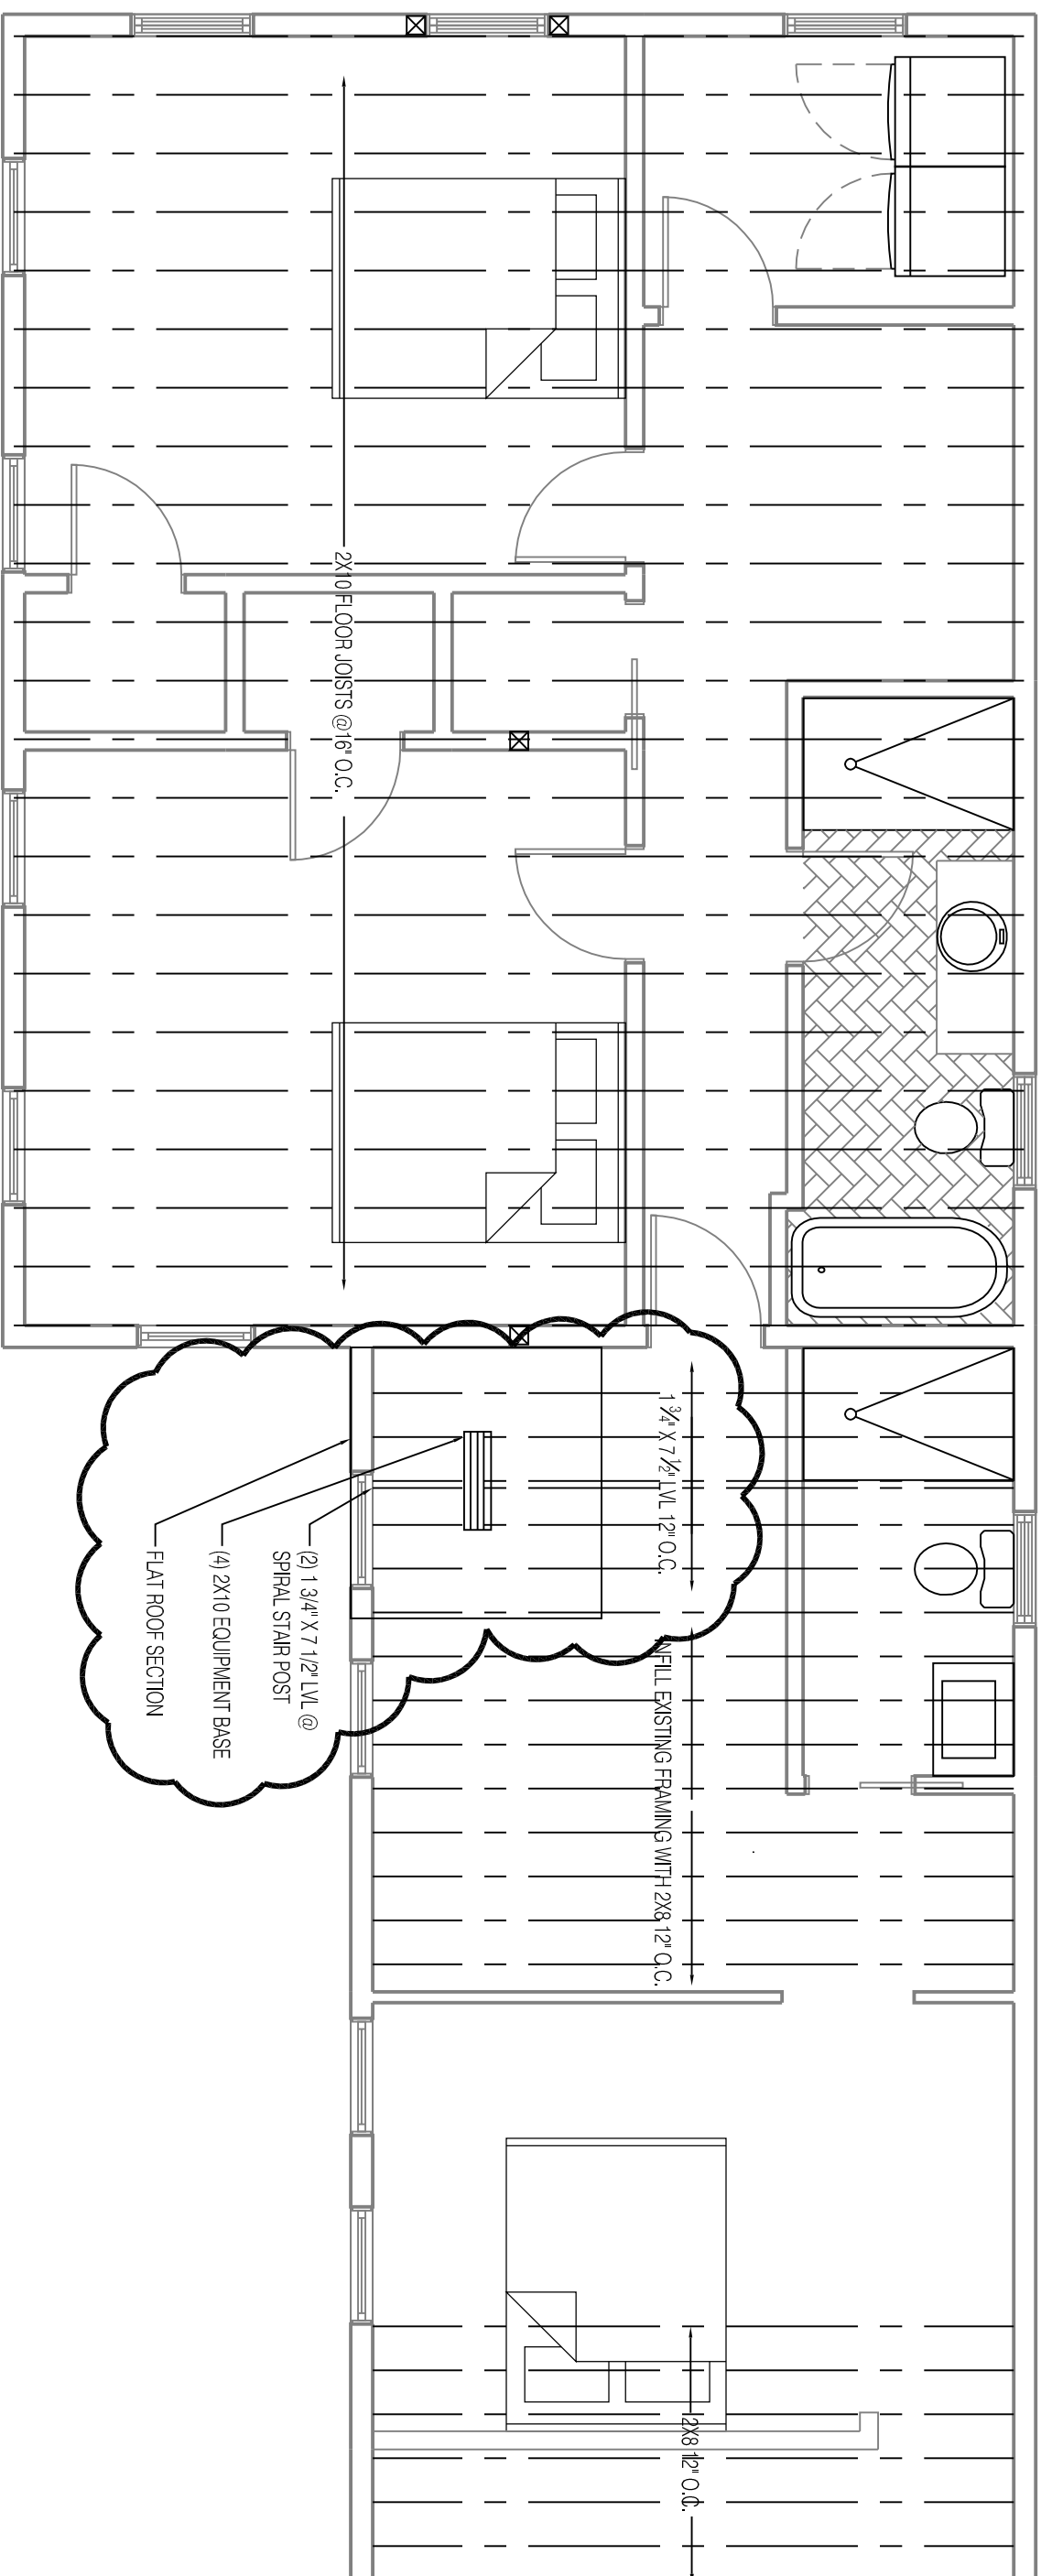 2X10 FLOOR JOISTS @16" O.C.
1 3/4" X 7 1/2" LVL 12" O.C.
INFILL EXISTING FRAMING WITH 2X8 12" O.C.
(2) 1 3/4" X 7 1/2" LVL @
SPIRAL STAIR POST
(4) 2X10 EQUIPMENT BASE
FLAT ROOF SECTION
2X8 12" O.C.